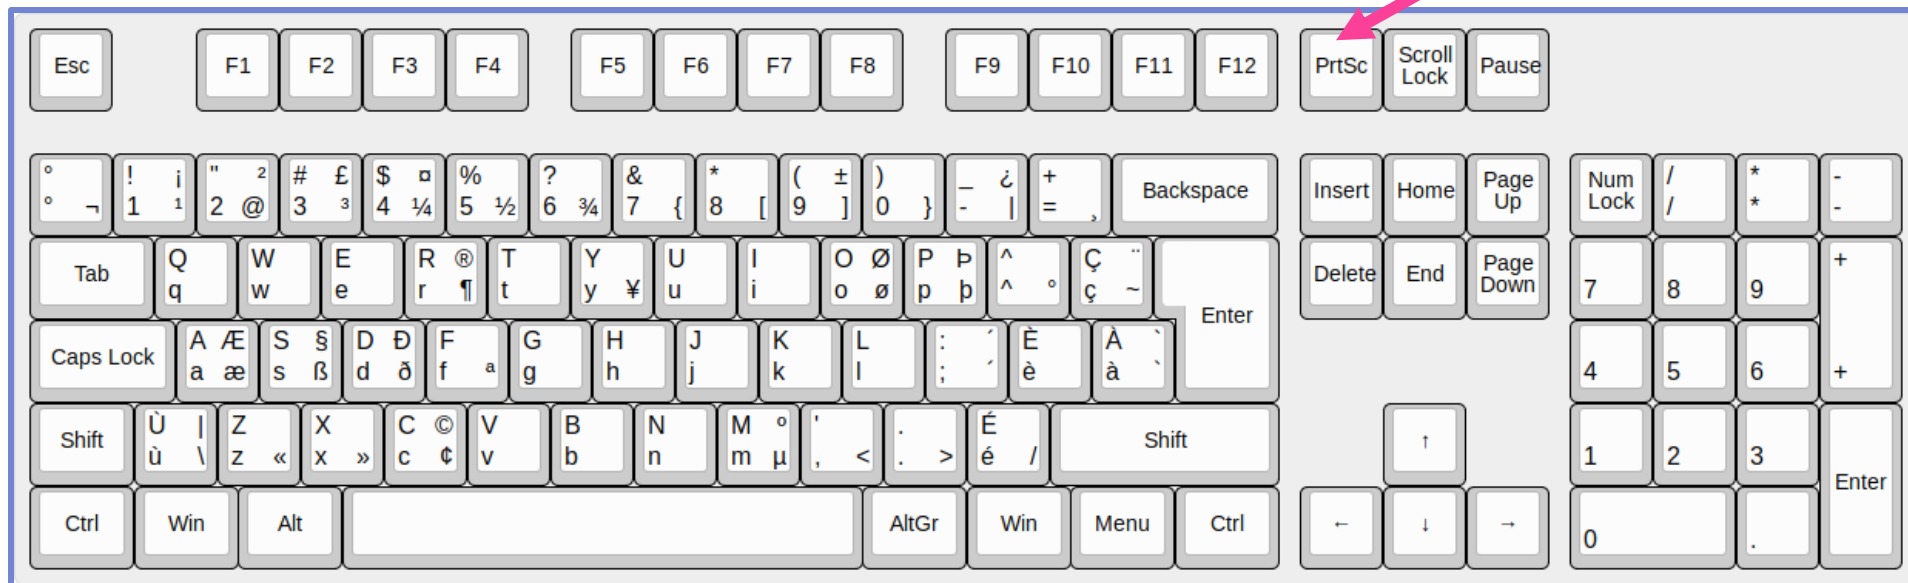 Esc F1 F2 F3 F4 F5 F6 F7 F8 F9 F10 F11 F12 PrtSc Scroll Lock Pause
° ! ¡ " ² # £ $ ¤ % ? & * ( ± ) _ ¿ +
° ¬ 1 ¹ 2 @ 3 ³ 4 ¼ 5 ½ 6 ¾ 7 { 8 [ 9 ] 0 } - | = ¸ Backspace Insert Home Page Up Num Lock / / * * - -
Tab Q q W w E e R ® r ¶ T t Y y ¥ U u I i O Ø o ø P Þ p þ ^ ^ ° Ç ¨ ç ~ Enter Delete End Page Down 7 8 9 + +
Caps Lock A Æ a æ S § s ß D Ð d ð F f ª G g H h J j K k L l : ´ ; ´ È è À ` à ` 4 5 6
Shift Ù | ù \ Z z « X x » C © c ¢ V v B b N n M º m µ ' , < . . > É é / Shift ↑ 1 2 3 Enter
Ctrl Win Alt AltGr Win Menu Ctrl ← ↓ → 0 .